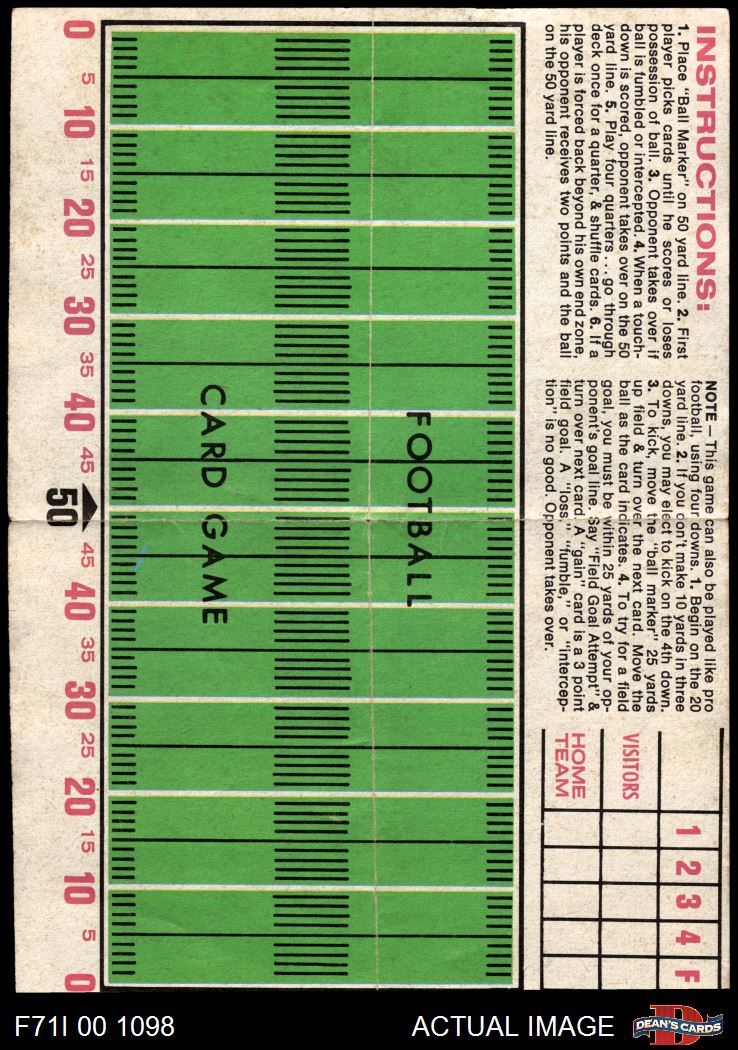 INSTRUCTIONS:
1. Place "Ball Marker" on 50 yard line. 2. First
player picks cards until he scores or loses
possession of ball. 3. Opponent takes over if
ball is fumbled or intercepted. 4. When a touch-
down is scored, opponent takes over on the 50
yard line. 5. Play four quarters . . . go through
deck once for a quarter, & shuffle cards. 6. If a
player is forced back beyond his own end zone,
his opponent receives two points and the ball
on the 50 yard line.
NOTE — This game can also be played like pro
football, using four downs. 1. Begin on the 20
yard line. 2. If you don't make 10 yards in three
downs, you may elect to kick on the 4th down.
3. To kick, move the "ball marker" 25 yards
up field & turn over the next card. Move the
ball as the card indicates. 4. To try for a field
goal, you must be within 25 yards of your op-
ponent's goal line. Say "Field Goal Attempt" &
turn over next card. A "gain" card is a 3 point
field goal. A "loss," "fumble," or "intercep-
tion" is no good. Opponent takes over.
1 2 3 4 F
VISITORS
HOME
TEAM
FOOTBALL
CARD GAME
0 5 10 15 20 25 30 35 40 45 50 45 40 35 30 25 20 15 10 5 0
F71I 00 1098
ACTUAL IMAGE
D
DEAN'S CARDS